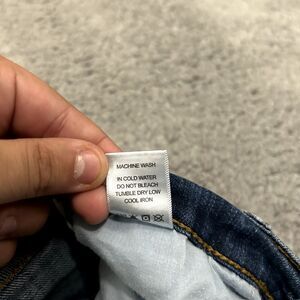 MACHINE WASH
IN COLD WATER
DO NOT BLEACH
TUMBLE DRY LOW
COOL IRON